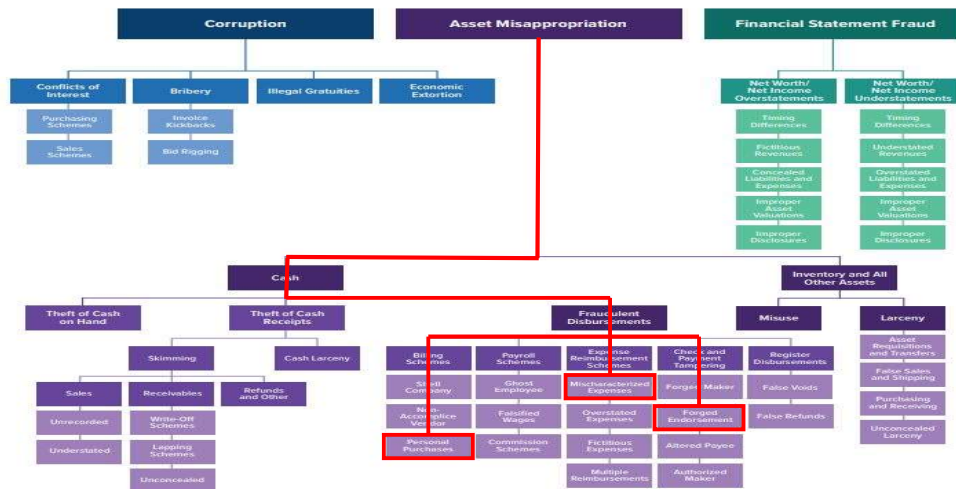 Corruption
Asset Misappropriation
Financial Statement Fraud
Conflicts of
Interest
Bribery
Illegal Gratuities
Economic
Extortion
Purchasing
Schemes
Sales
Schemes
Invoice
Kickbacks
Bid Rigging
Net Worth/
Net Income
Overstatements
Net Worth/
Net Income
Understatements
Timing
Differences
Fictitious
Revenues
Concealed
Liabilities and
Expenses
Improper
Asset
Valuations
Improper
Disclosures
Timing
Differences
Understated
Revenues
Overstated
Liabilities and
Expenses
Improper
Asset
Valuations
Improper
Disclosures
Cash
Inventory and All
Other Assets
Theft of Cash
on Hand
Theft of Cash
Receipts
Fraudulent
Disbursements
Misuse
Larceny
Skimming
Cash Larceny
Sales
Receivables
Refunds
and Other
Unrecorded
Understated
Write-Off
Schemes
Lapping
Schemes
Unconcealed
Billing Schemes
Shell
Company
Non-
Accomplice
Vendor
Personal
Purchases
Payroll Schemes
Ghost
Employee
Falsified
Wages
Commission
Schemes
Expense
Reimbursement
Schemes
Mischaracterized
Expenses
Overstated
Expenses
Fictitious
Expenses
Multiple
Reimbursements
Check and
Payment
Tampering
Forged Maker
Forged
Endorsement
Altered Payee
Authorized
Maker
Register
Disbursements
False Voids
False Refunds
Asset
Requisitions
and Transfers
False Sales
and Shipping
Purchasing
and Receiving
Unconcealed
Larceny